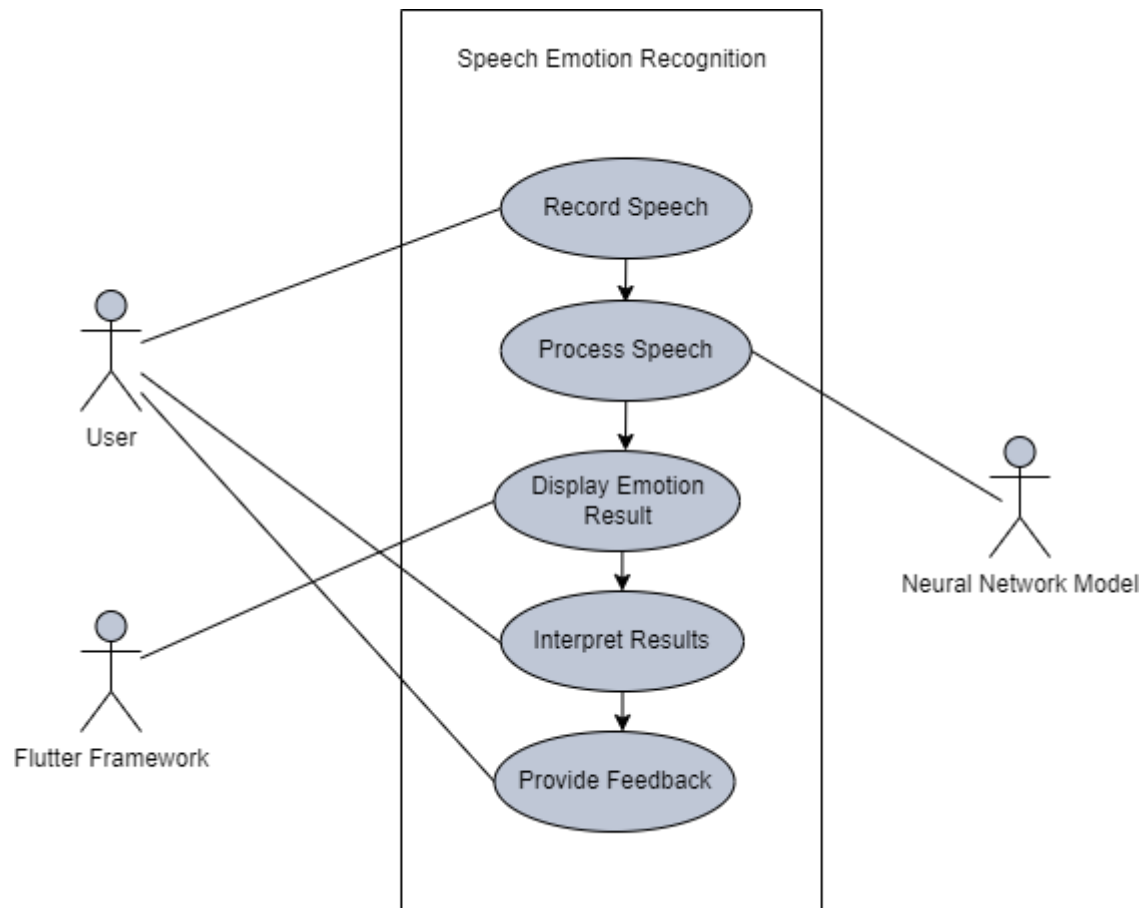 Speech Emotion Recognition
Record Speech
Process Speech
User
Display Emotion
Result
Neural Network Model
Interpret Results
Flutter Framework
Provide Feedback